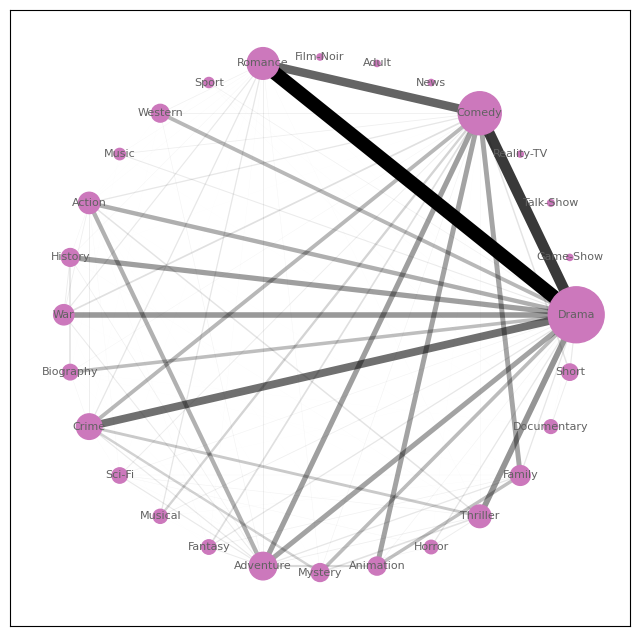 Film-Noir
Romance
Adult
Sport
News
Western
Comedy
Music
Reality-TV
Action
Talk-Show
History
Game-Show
War
Drama
Biography
Short
Crime
Documentary
Sci-Fi
Family
Musical
Thriller
Fantasy
Horror
Adventure
Mystery
Animation